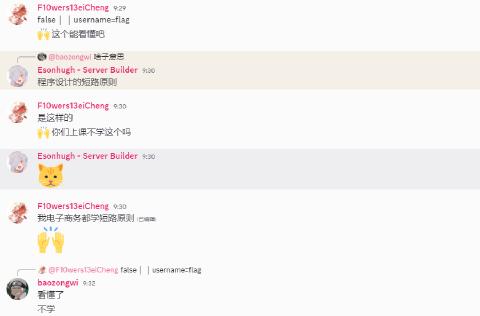 F10wers13eiCheng 9:29
false | | username=flag
🙌 这个能看懂吧
@baozongwi 啥子意思
Esonhugh - Server Builder 9:30
程序设计的短路原则
F10wers13eiCheng 9:30
是这样的
🙌 你们上课不学这个吗
Esonhugh - Server Builder 9:30
F10wers13eiCheng 9:30
我电子商务都学短路原则 (已编辑)
@F10wers13eiCheng false | | username=flag
baozongwi 9:32
看懂了
不学